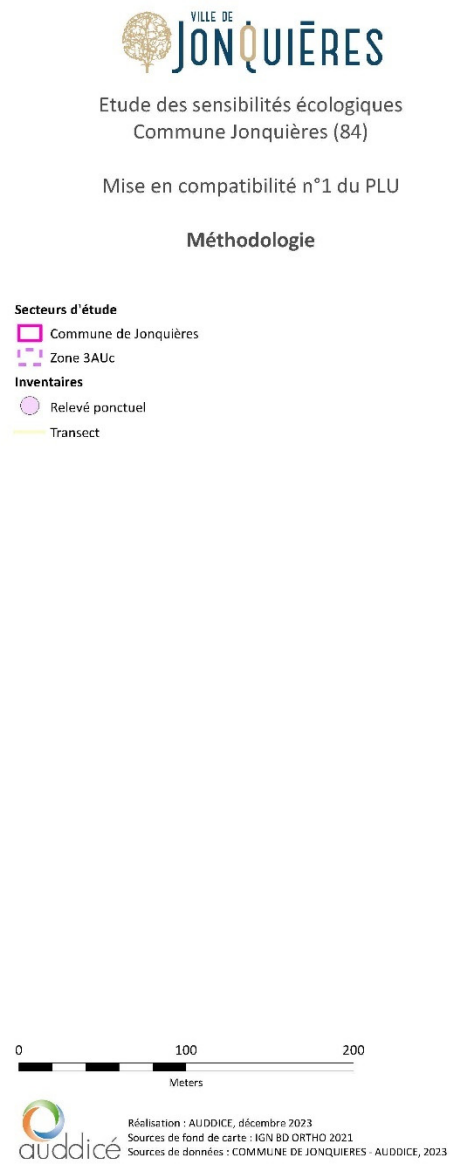 VILLE DE
JONQUIĒRES
Etude des sensibilités écologiques
Commune Jonquières (84)
Mise en compatibilité n°1 du PLU
Méthodologie
Secteurs d'étude
Commune de Jonquières
Zone 3AUc
Inventaires
Relevé ponctuel
Transect
0 100 200
Meters
auddicé
Réalisation : AUDDICE, décembre 2023
Sources de fond de carte : IGN BD ORTHO 2021
Sources de données : COMMUNE DE JONQUIERES - AUDDICE, 2023